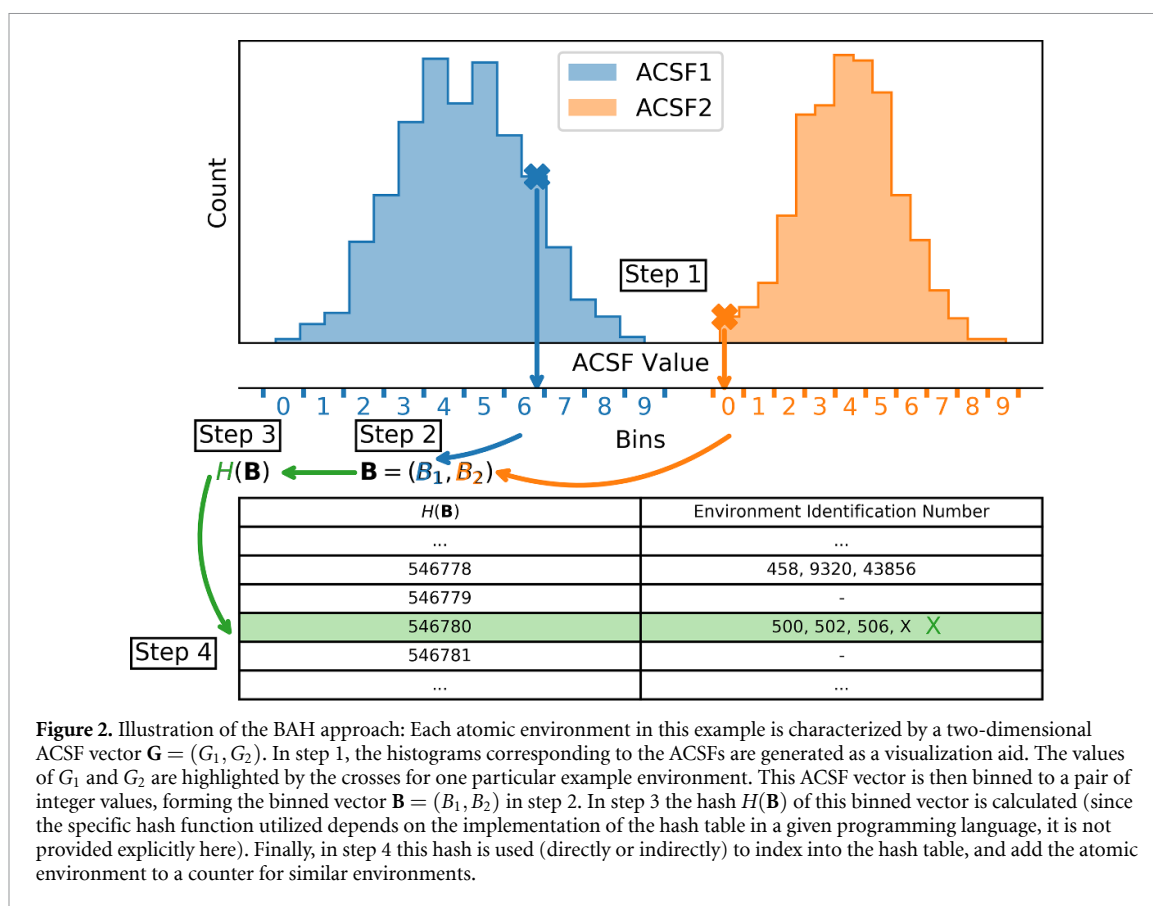 ACSF1
ACSF2
Count
Step 1
ACSF Value
0 1 2 3 4 5 6 7 8 9 0 1 2 3 4 5 6 7 8 9
Bins
Step 3 Step 2
H(B) B = (B₁, B₂)
H(B) Environment Identification Number
... ...
546778 458, 9320, 43856
546779 -
546780 500, 502, 506, X X
546781 -
... ...
Step 4
Figure 2. Illustration of the BAH approach: Each atomic environment in this example is characterized by a two-dimensional
ACSF vector G = (G₁, G₂). In step 1, the histograms corresponding to the ACSFs are generated as a visualization aid. The values
of G₁ and G₂ are highlighted by the crosses for one particular example environment. This ACSF vector is then binned to a pair of
integer values, forming the binned vector B = (B₁, B₂) in step 2. In step 3 the hash H(B) of this binned vector is calculated (since
the specific hash function utilized depends on the implementation of the hash table in a given programming language, it is not
provided explicitly here). Finally, in step 4 this hash is used (directly or indirectly) to index into the hash table, and add the atomic
environment to a counter for similar environments.